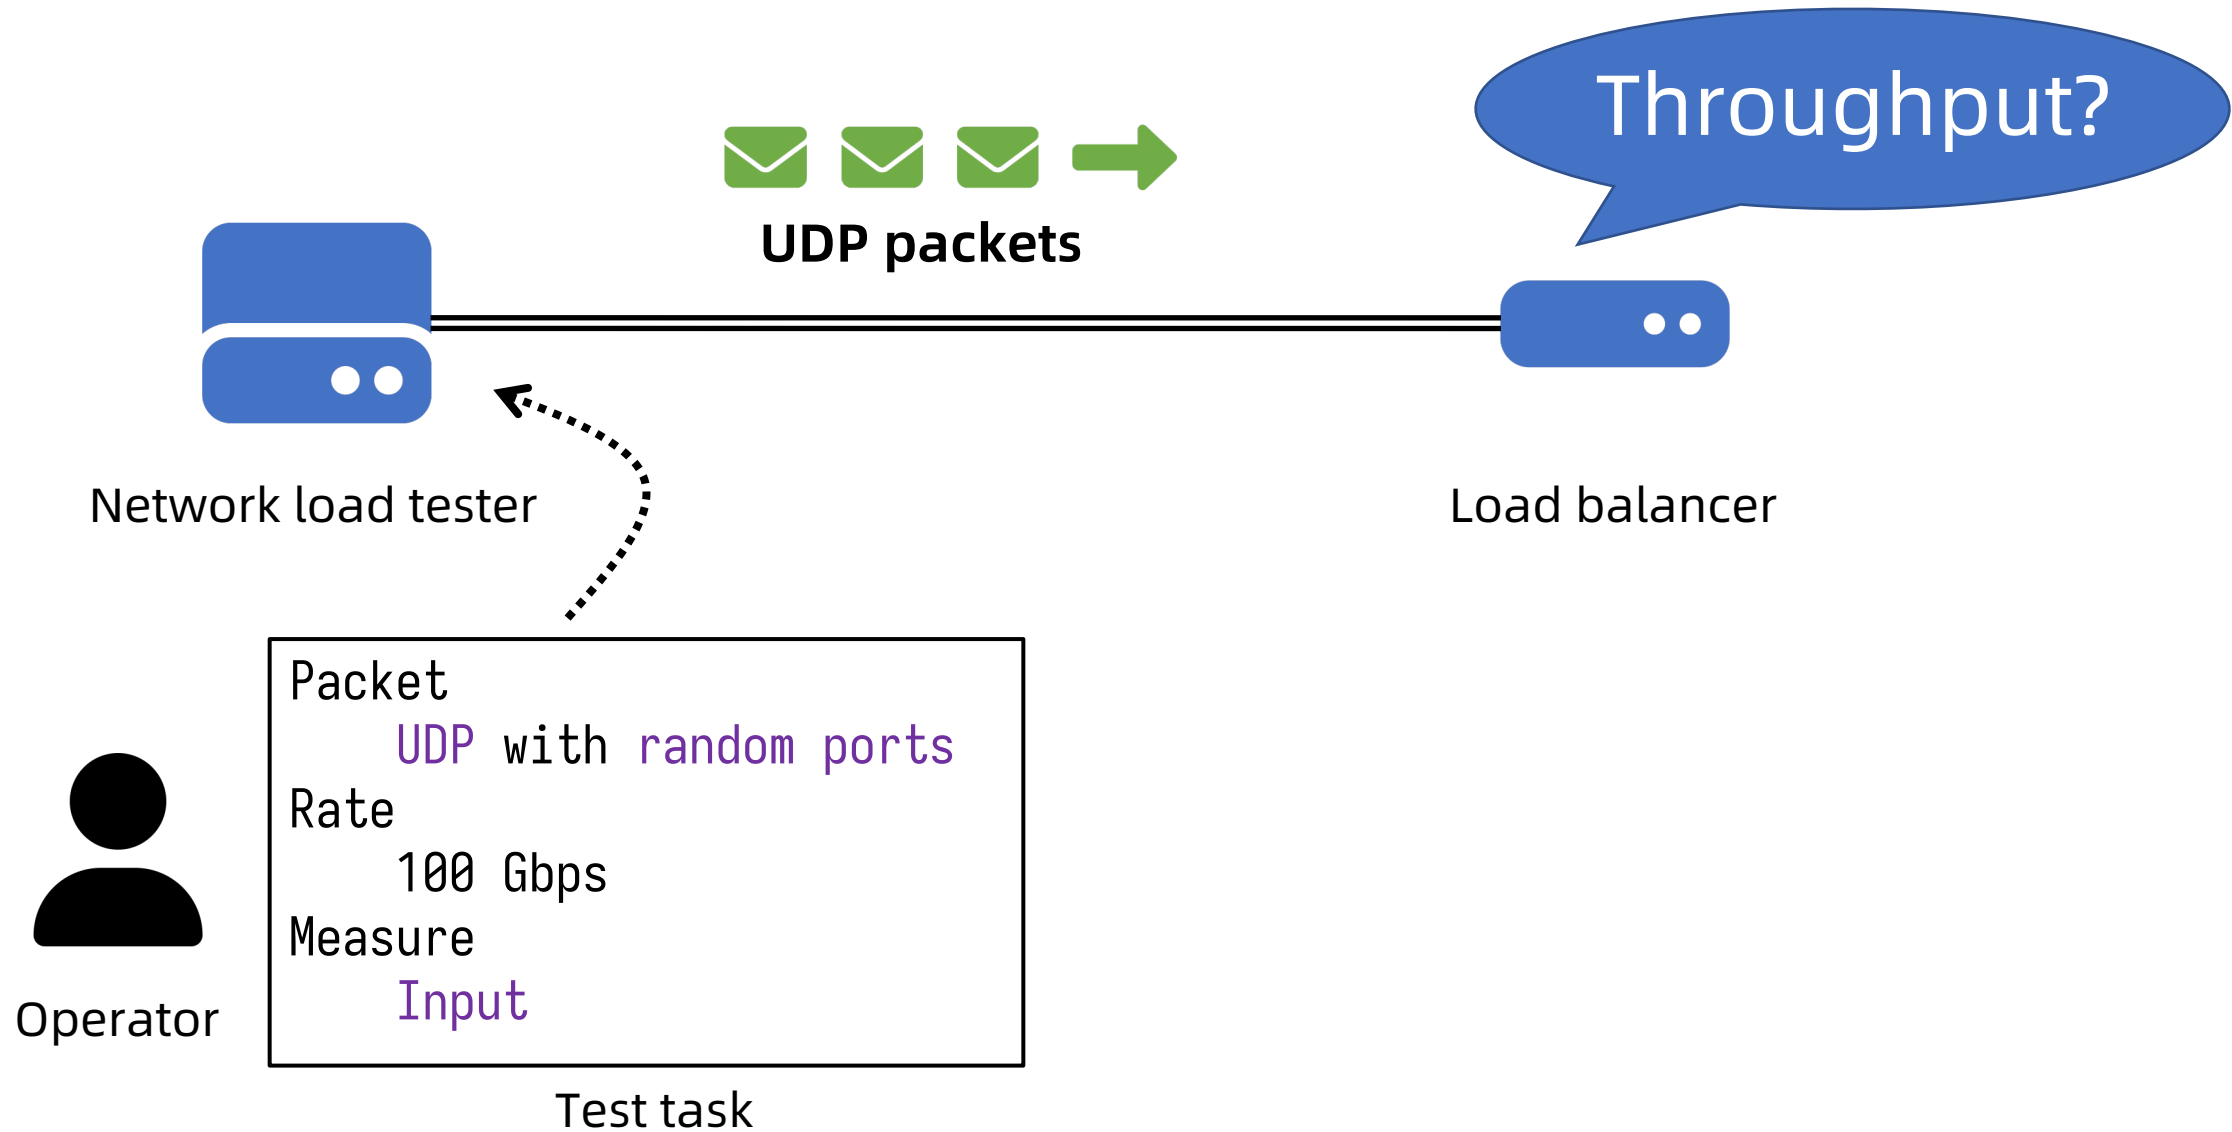 Throughput?
UDP packets
Network load tester
Load balancer
Packet
UDP with random ports
Rate
100 Gbps
Measure
Input
Operator
Test task